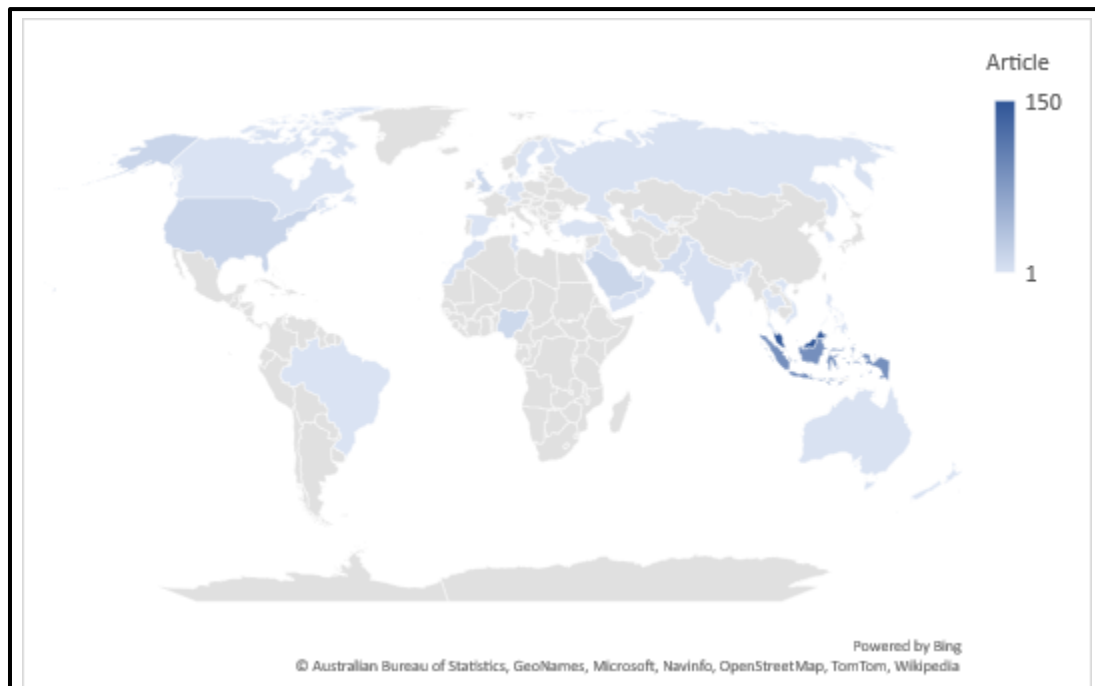 Article
150
1
Powered by Bing
© Australian Bureau of Statistics, GeoNames, Microsoft, Navinfo, OpenStreetMap, TomTom, Wikipedia